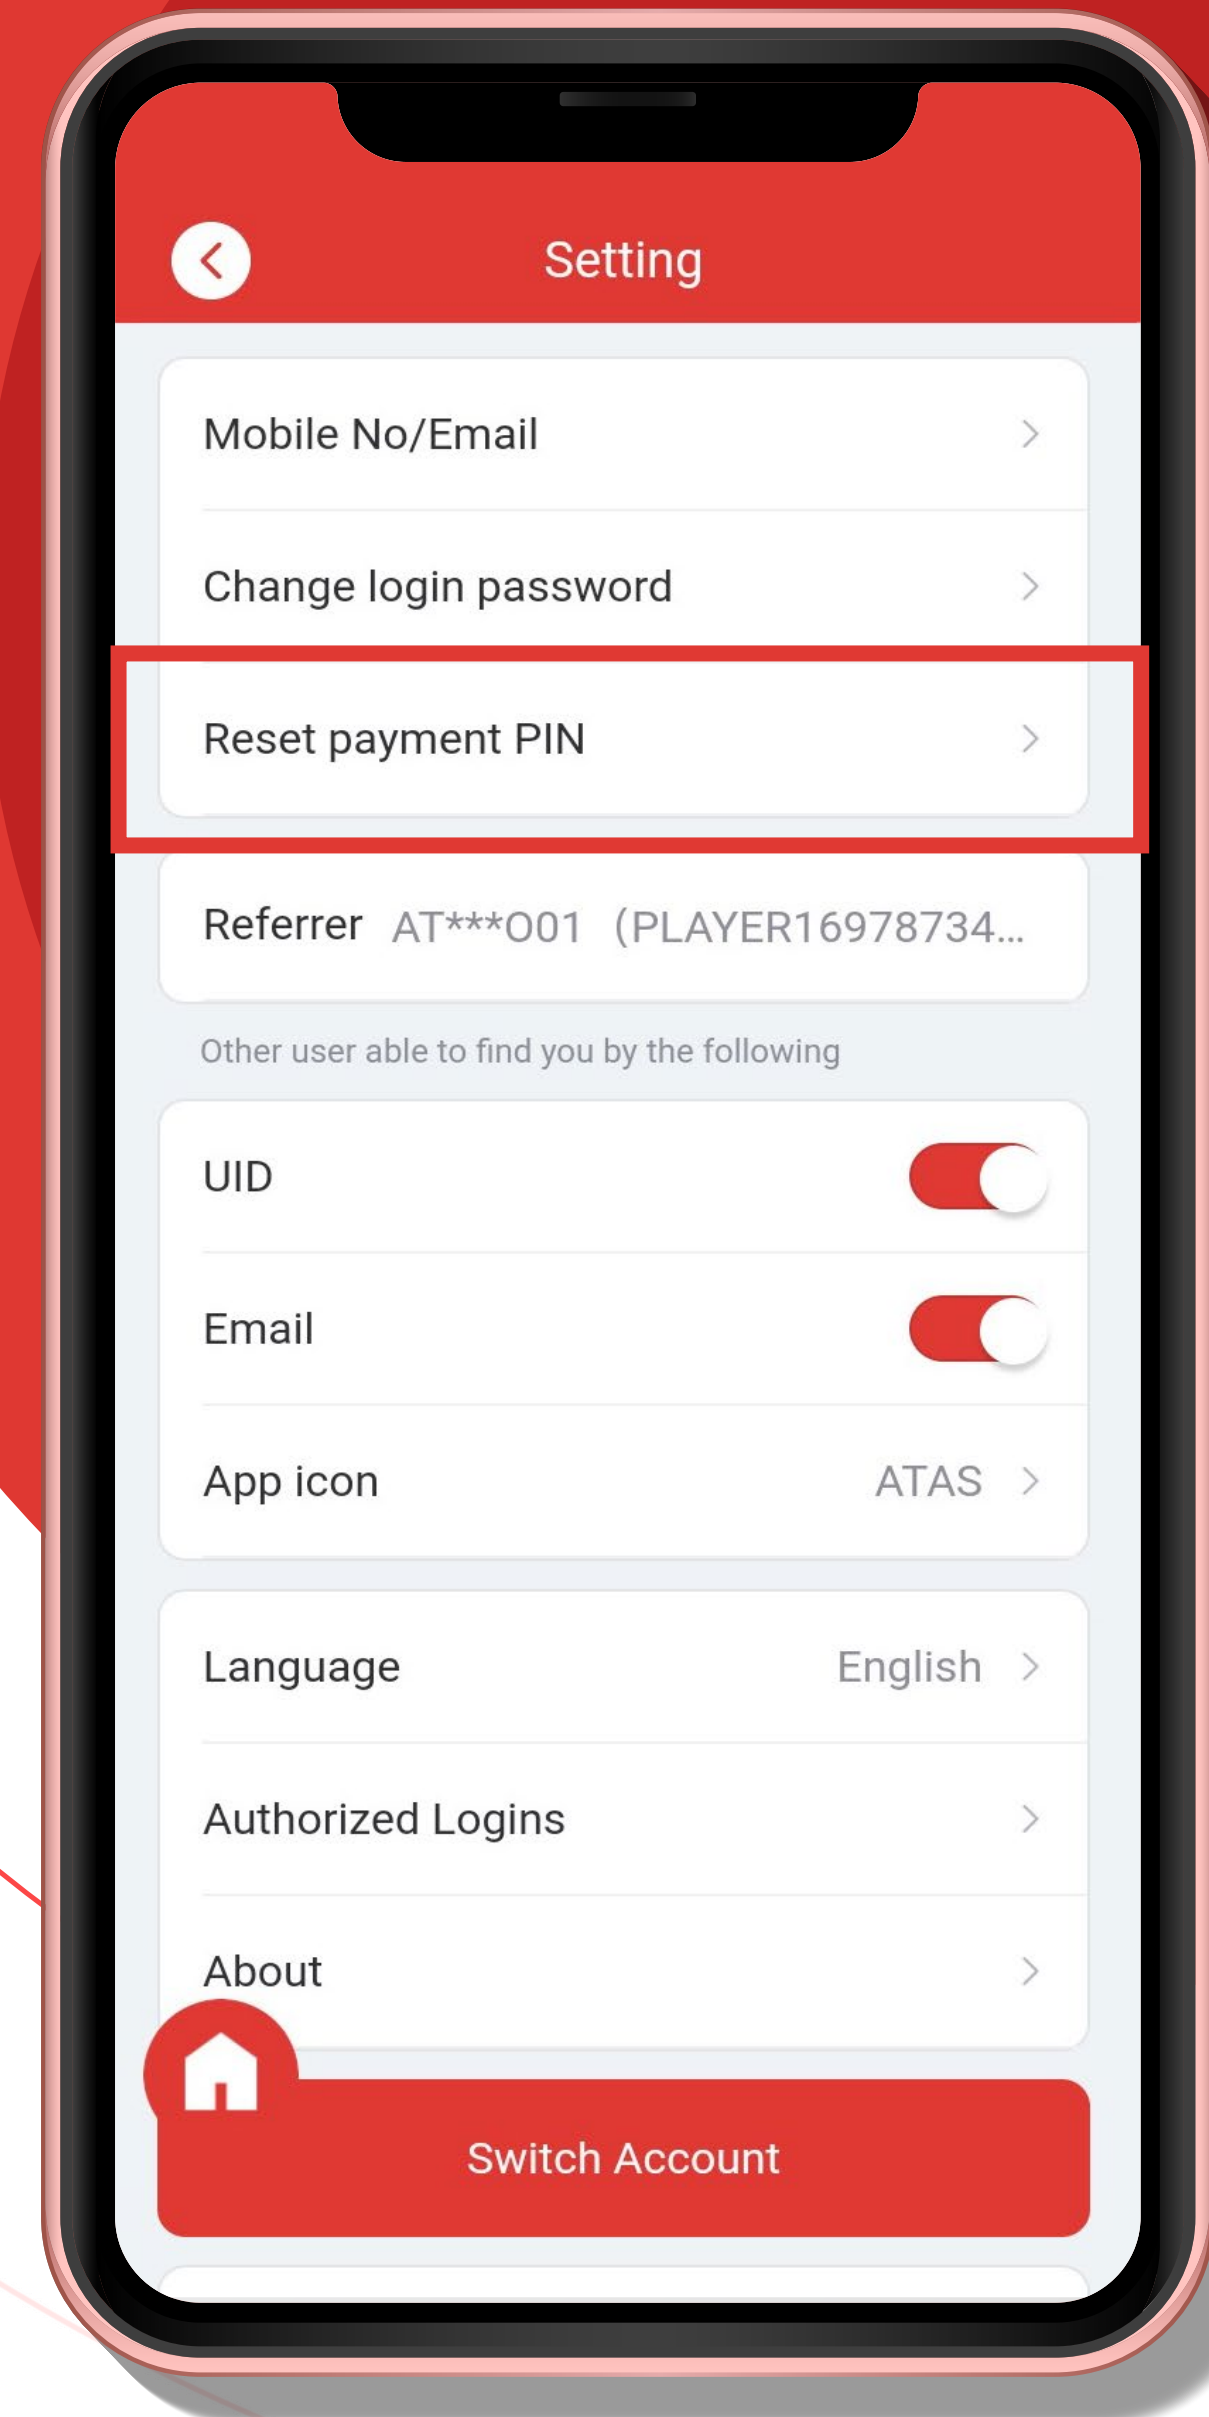 Setting
Mobile No/Email
Change login password
Reset payment PIN
Referrer AT***O01 (PLAYER16978734...
Other user able to find you by the following
UID
Email
App icon ATAS
Language English
Authorized Logins
About
Switch Account